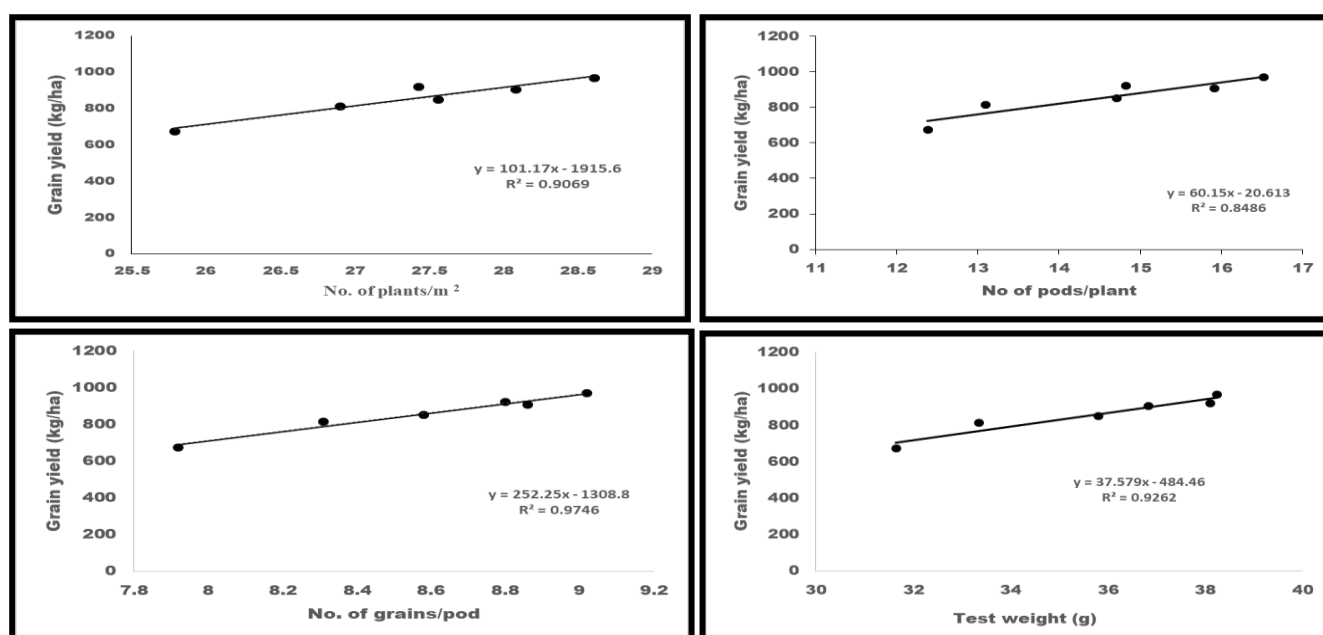 1200
1000
800
600
400
200
0
Grain yield (kg/ha)
y = 101.17x - 1915.6
R² = 0.9069
25.5 26 26.5 27 27.5 28 28.5 29
No. of plants/m ²
1200
1000
800
600
400
200
0
Grain yield (kg/ha)
y = 60.15x - 20.613
R² = 0.8486
11 12 13 14 15 16 17
No of pods/plant
1200
1000
800
600
400
200
0
Grain yield (kg/ha)
y = 252.25x - 1308.8
R² = 0.9746
7.8 8 8.2 8.4 8.6 8.8 9 9.2
No. of grains/pod
1200
1000
800
600
400
200
0
Grain yield (kg/ha)
y = 37.579x - 484.46
R² = 0.9262
30 32 34 36 38 40
Test weight (g)